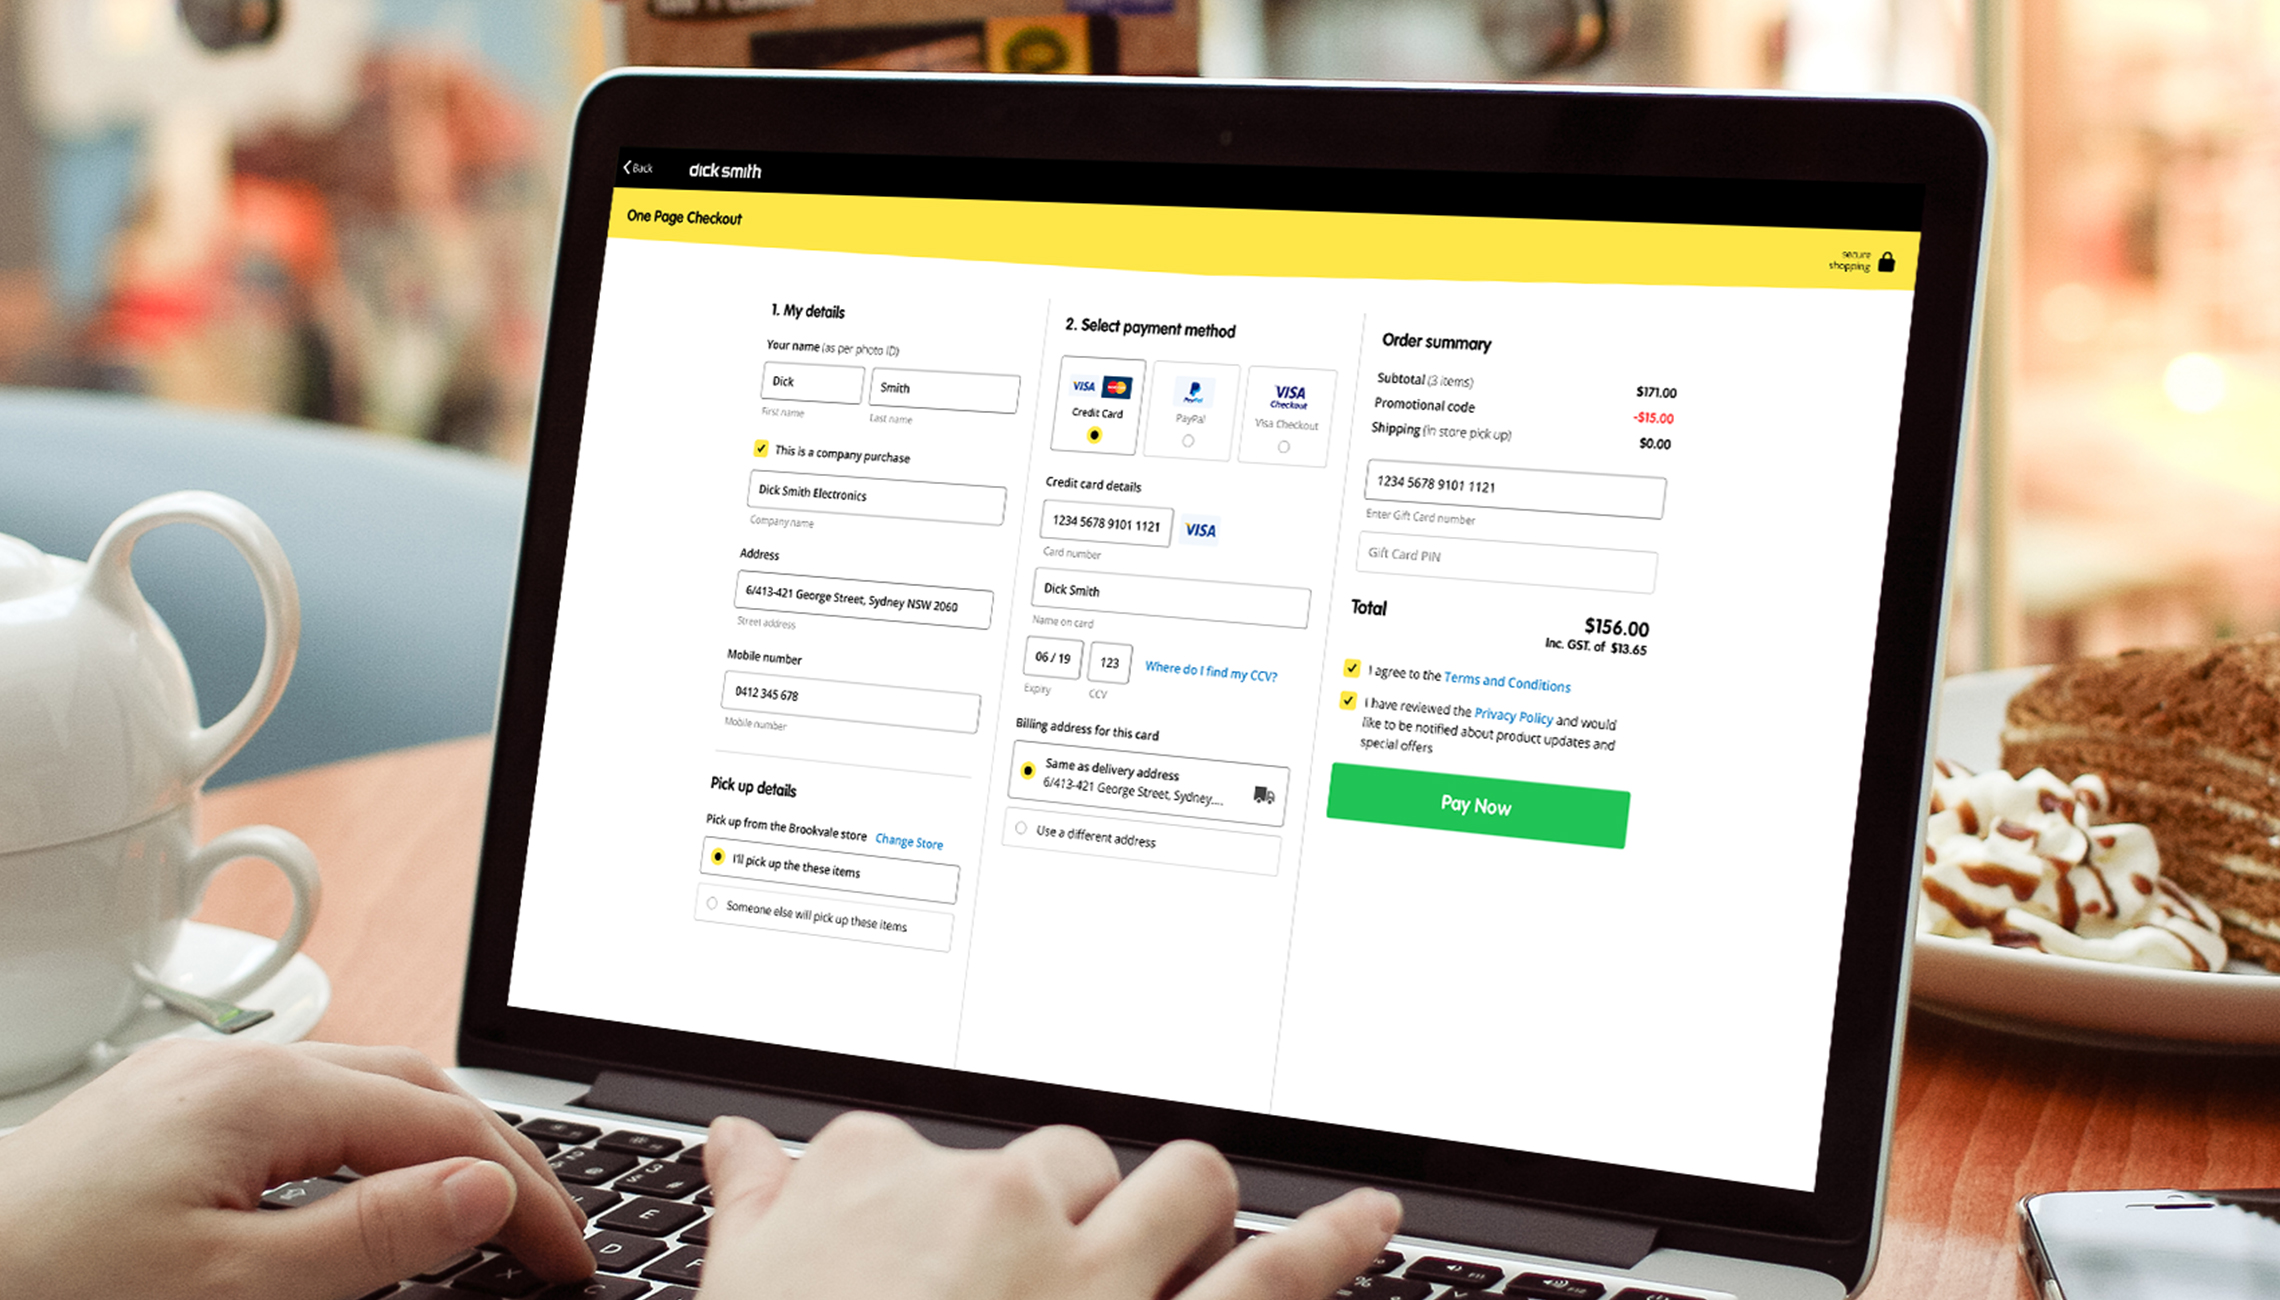 Back
dick smith
One Page Checkout
secure
shopping
1. My details
Your name (as per photo ID)
Dick
Smith
First name
Last name
This is a company purchase
Dick Smith Electronics
Company name
Address
6/413-421 George Street, Sydney NSW 2060
Street address
Mobile number
0412 345 678
Mobile number
Pick up details
Pick up from the Brookvale store Change Store
I'll pick up the these items
Someone else will pick up these items
2. Select payment method
VISA
Credit Card
PayPal
PayPal
VISA
Checkout
Visa Checkout
Credit card details
1234 5678 9101 1121
VISA
Card number
Dick Smith
Name on card
06 / 19
123
Where do I find my CCV?
Expiry
CCV
Billing address for this card
Same as delivery address
6/413-421 George Street, Sydney....
Use a different address
Order summary
Subtotal (3 items) $171.00
Promotional code -$15.00
Shipping (in store pick up) $0.00
1234 5678 9101 1121
Enter Gift Card number
Gift Card PIN
Total
$156.00
Inc. GST. of $13.65
I agree to the Terms and Conditions
I have reviewed the Privacy Policy and would
like to be notified about product updates and
special offers
Pay Now
E
D
X
C